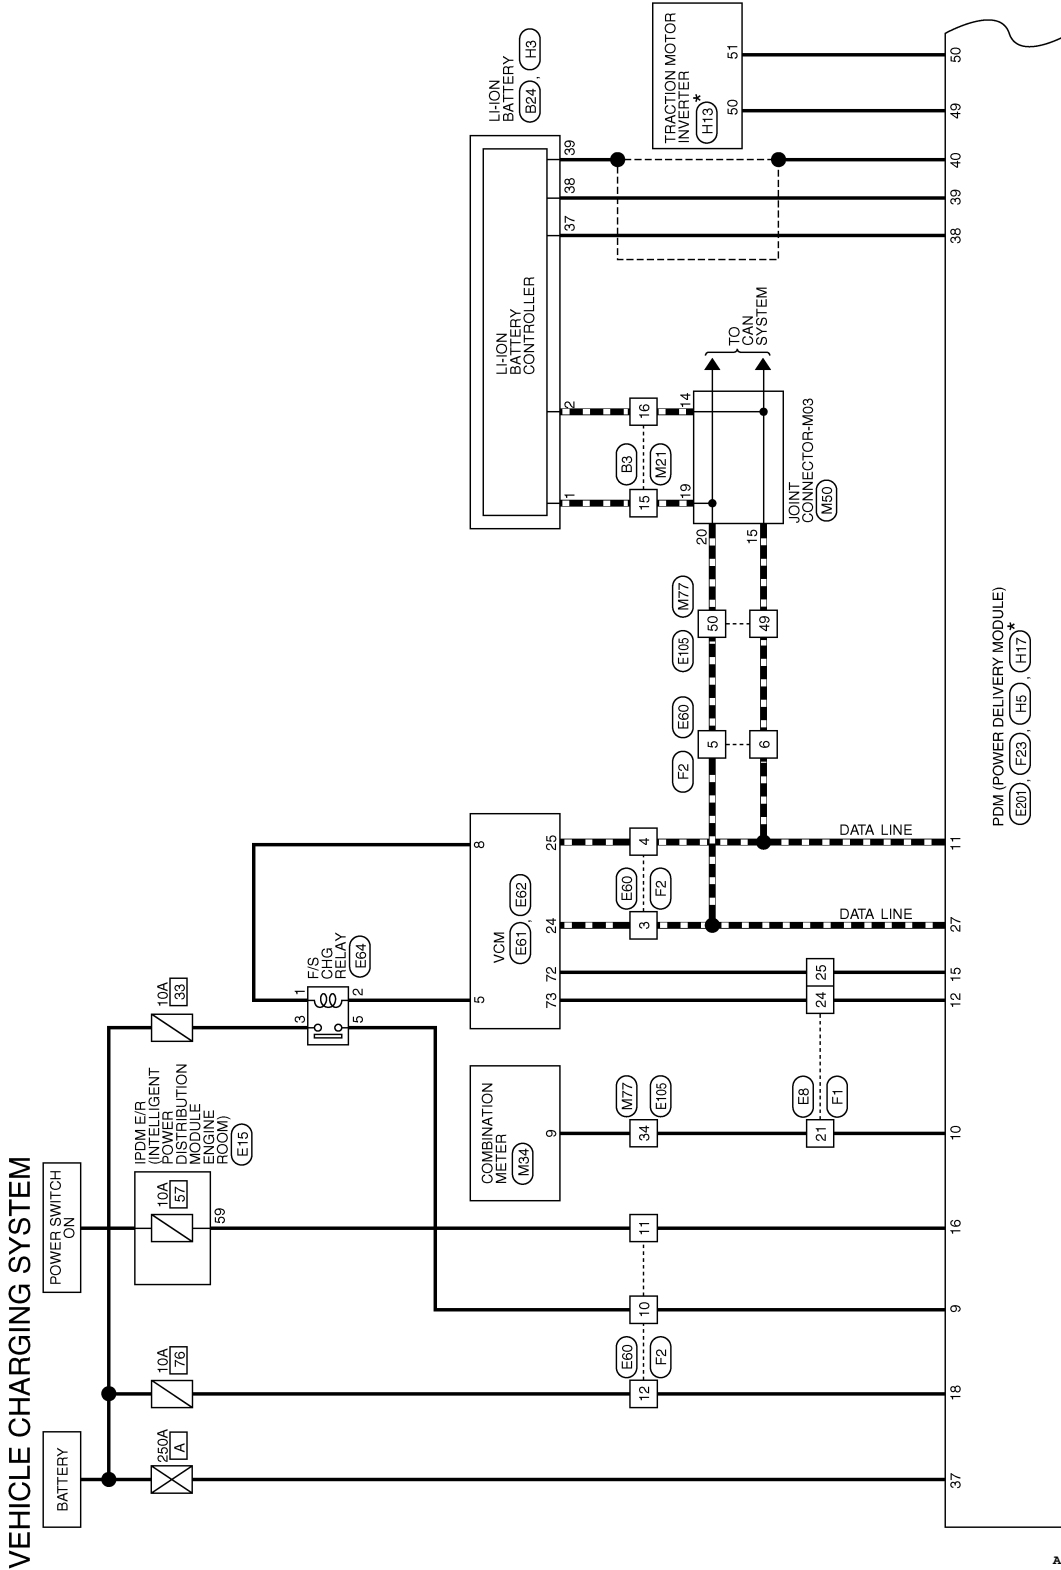 VEHICLE CHARGING SYSTEM
BATTERY
POWER SWITCH
ON
250A
A
10A
76
10A
57
59
IPDM E/R
(INTELLIGENT
POWER
DISTRIBUTION
MODULE
ENGINE
ROOM)
E15
10A
33
3
1
5
2
F/S
CHG
RELAY
E64
COMBINATION
METER
M34
9
5
8
VCM
E61 , E62
73
72
24
25
LI-ION
BATTERY
CONTROLLER
1
2
37
38
39
LI-ION
BATTERY
B24 , H3
12
E60
F2
10
11
34
M77
E105
3
E60
F2
4
15
B3
M21
16
TRACTION MOTOR
INVERTER
H13 *
50
51
F2
E60
5
6
E105
M77
50
49
19
14
20
15
JOINT
CONNECTOR-M03
M50
TO
CAN
SYSTEM
21
E8
F1
24
25
DATA LINE
DATA LINE
37
18
9
16
10
12
15
27
11
38
39
40
49
50
PDM (POWER DELIVERY MODULE)
E201 , F23 , H5 , H17 *
A